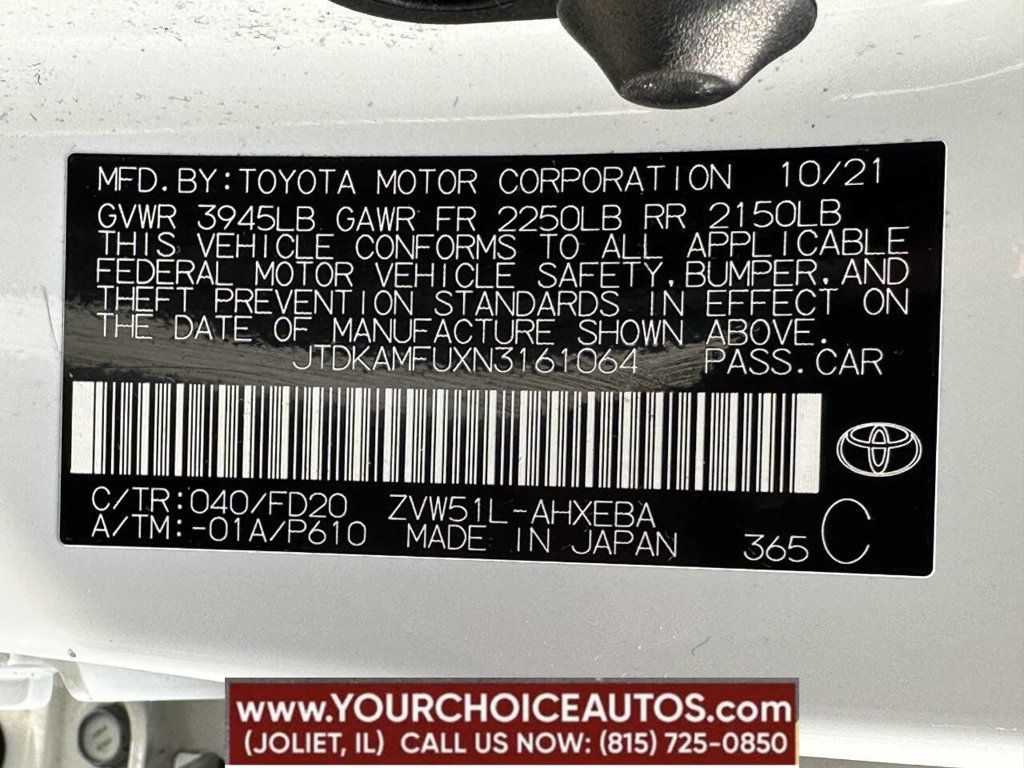 MFD.BY:TOYOTA MOTOR CORPORATION 10/21
GVWR 3945LB GAWR FR 2250LB RR 2150LB
THIS VEHICLE CONFORMS TO ALL APPLICABLE
FEDERAL MOTOR VEHICLE SAFETY,BUMPER,AND
THEFT PREVENTION STANDARDS IN EFFECT ON
THE DATE OF MANUFACTURE SHOWN ABOVE.
JTDKAMFUXN3161064 PASS.CAR
C/TR:040/FD20 ZVW51L-AHXEBA
A/TM:-01A/P610 MADE IN JAPAN 365 C
www.YOURCHOICEAUTOS.com
(JOLIET, IL) CALL US NOW: (815) 725-0850